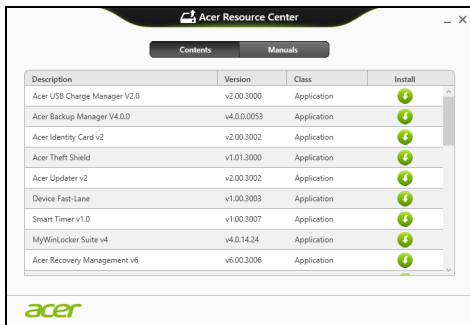 Acer Resource Center
Contents Manuals
Description Version Class Install
Acer USB Charge Manager V2.0 v2.00.3000 Application
Acer Backup Manager V4.0.0 v4.0.0.0053 Application
Acer Identity Card v2 v2.00.3002 Application
Acer Theft Shield v1.01.3000 Application
Acer Updater v2 v2.00.3002 Application
Device Fast-Lane v1.00.3003 Application
Smart Timer v1.0 v1.00.3007 Application
MyWinLocker Suite v4 v4.0.14.24 Application
Acer Recovery Management v6 v6.00.3006 Application
acer